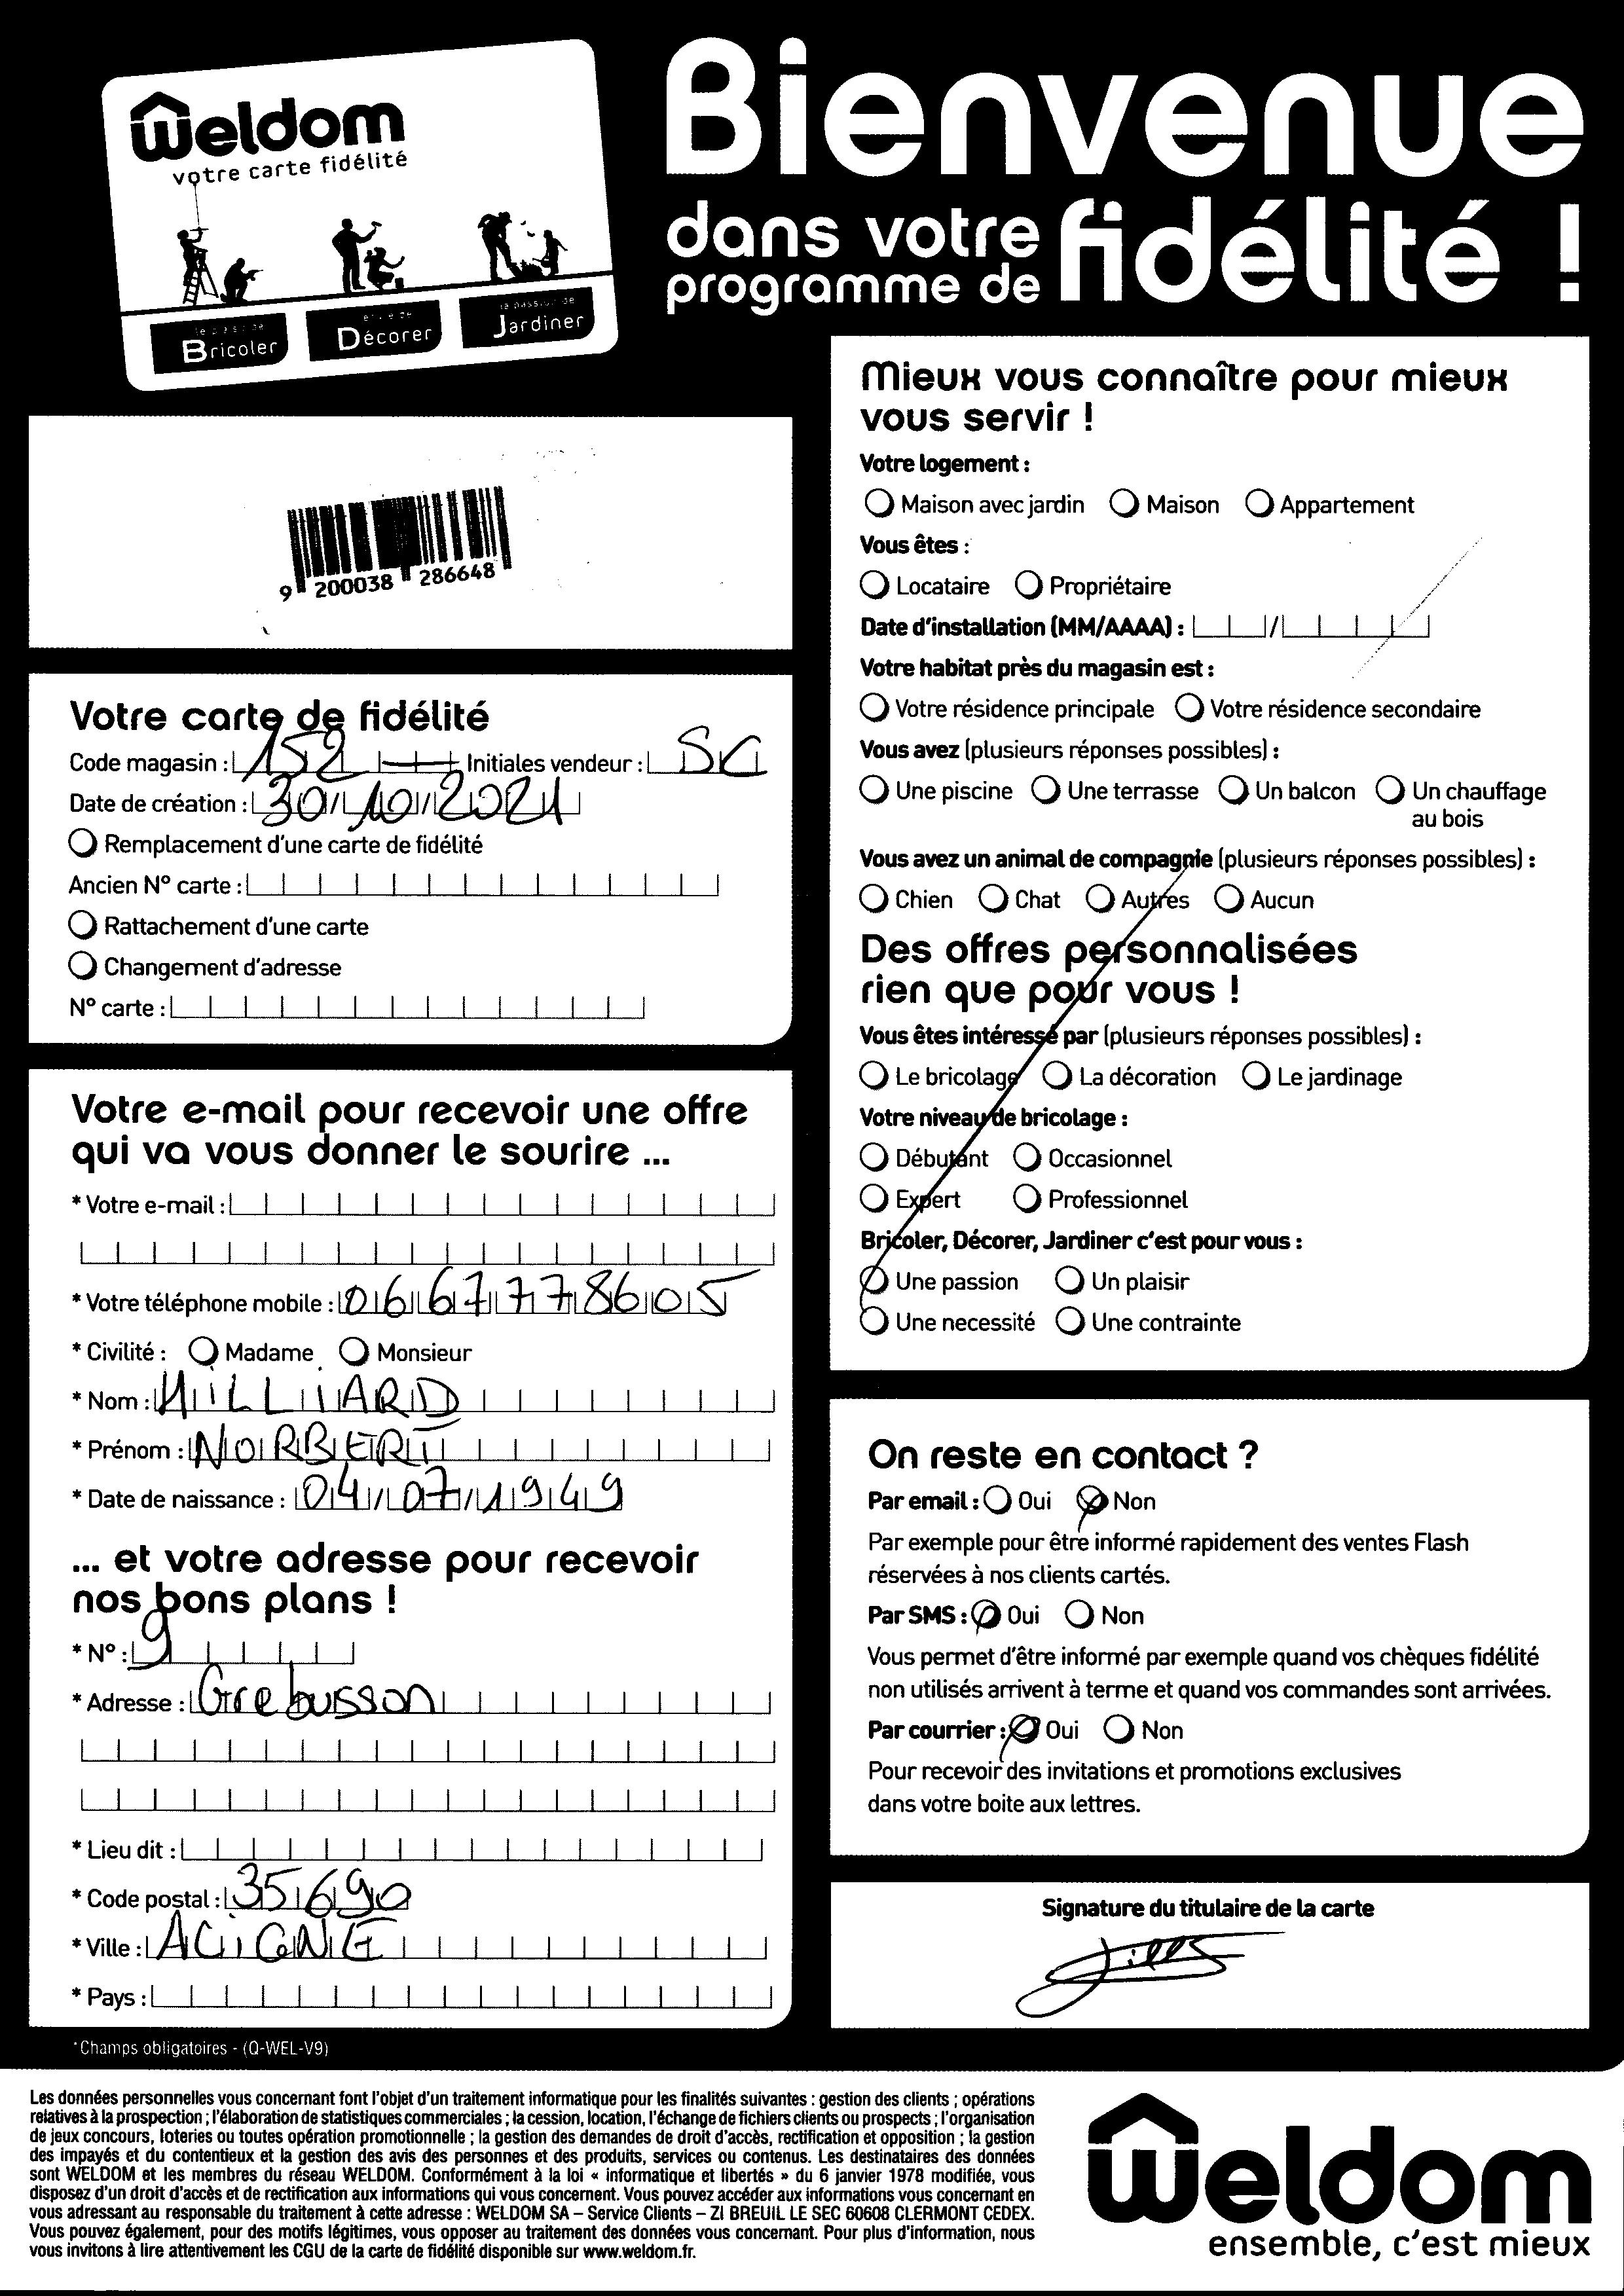 weldom
votre carte fidélité
Bricoler
Décorer
Jardiner
Bienvenue
dans votre
programme de fidélité !
9 200038 286648
Votre carte de fidélité
Code magasin : 152 Initiales vendeur : SC
Date de création : 30/10/2021
Remplacement d'une carte de fidélité
Ancien N° carte :
Rattachement d'une carte
Changement d'adresse
N° carte :
Votre e-mail pour recevoir une offre
qui va vous donner le sourire ...
* Votre e-mail :
* Votre téléphone mobile : 0667778605
* Civilité : Madame Monsieur
* Nom : MILLIARD
* Prénom : NORBERT
* Date de naissance : 04/07/1949
... et votre adresse pour recevoir
nos bons plans !
* N° : 9
* Adresse : Grebusson
* Lieu dit :
* Code postal : 35690
* Ville : ACIGNE
* Pays :
*Champs obligatoires - (Q-WEL-V9)
Mieux vous connaître pour mieux
vous servir !
Votre logement :
Maison avec jardin Maison Appartement
Vous êtes :
Locataire Propriétaire
Date d'installation (MM/AAAA) : /
Votre habitat près du magasin est :
Votre résidence principale Votre résidence secondaire
Vous avez (plusieurs réponses possibles) :
Une piscine Une terrasse Un balcon Un chauffage
au bois
Vous avez un animal de compagnie (plusieurs réponses possibles) :
Chien Chat Autres Aucun
Des offres personnalisées
rien que pour vous !
Vous êtes intéressé par (plusieurs réponses possibles) :
Le bricolage La décoration Le jardinage
Votre niveau de bricolage :
Débutant Occasionnel
Expert Professionnel
Bricoler, Décorer, Jardiner c'est pour vous :
Une passion Un plaisir
Une necessité Une contrainte
On reste en contact ?
Par email : Oui Non
Par exemple pour être informé rapidement des ventes Flash
réservées à nos clients cartés.
Par SMS : Oui Non
Vous permet d'être informé par exemple quand vos chèques fidélité
non utilisés arrivent à terme et quand vos commandes sont arrivées.
Par courrier : Oui Non
Pour recevoir des invitations et promotions exclusives
dans votre boite aux lettres.
Signature du titulaire de la carte
Les données personnelles vous concernant font l'objet d'un traitement informatique pour les finalités suivantes : gestion des clients ; opérations
relatives à la prospection ; l'élaboration de statistiques commerciales ; la cession, location, l'échange de fichiers clients ou prospects ; l'organisation
de jeux concours, loteries ou toutes opération promotionnelle ; la gestion des demandes de droit d'accès, rectification et opposition ; la gestion
des impayés et du contentieux et la gestion des avis des personnes et des produits, services ou contenus. Les destinataires des données
sont WELDOM et les membres du réseau WELDOM. Conformément à la loi « informatique et libertés » du 6 janvier 1978 modifiée, vous
disposez d'un droit d'accès et de rectification aux informations qui vous concernent. Vous pouvez accéder aux informations vous concernant en
vous adressant au responsable du traitement à cette adresse : WELDOM SA – Service Clients – ZI BREUIL LE SEC 60608 CLERMONT CEDEX.
Vous pouvez également, pour des motifs légitimes, vous opposer au traitement des données vous concernant. Pour plus d'information, nous
vous invitons à lire attentivement les CGU de la carte de fidélité disponible sur www.weldom.fr.
weldom
ensemble, c'est mieux